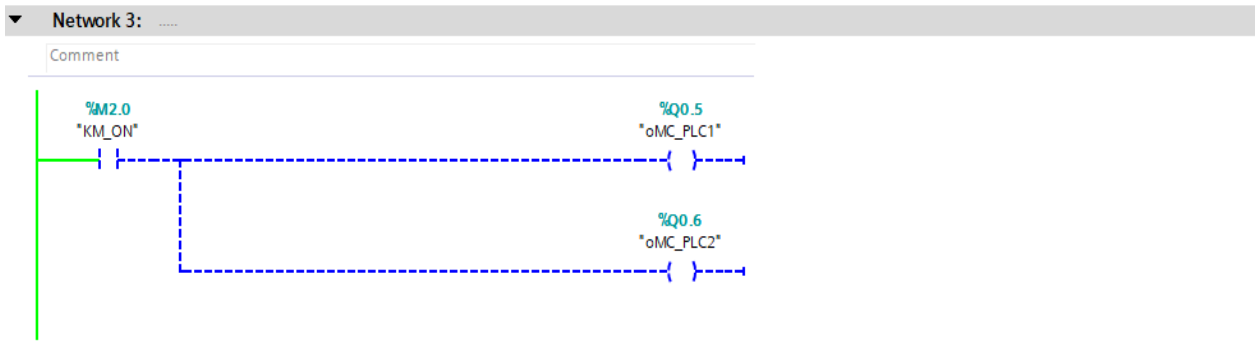 Network 3: .....
Comment
%M2.0
"KM_ON"
%Q0.5
"oMC_PLC1"
%Q0.6
"oMC_PLC2"